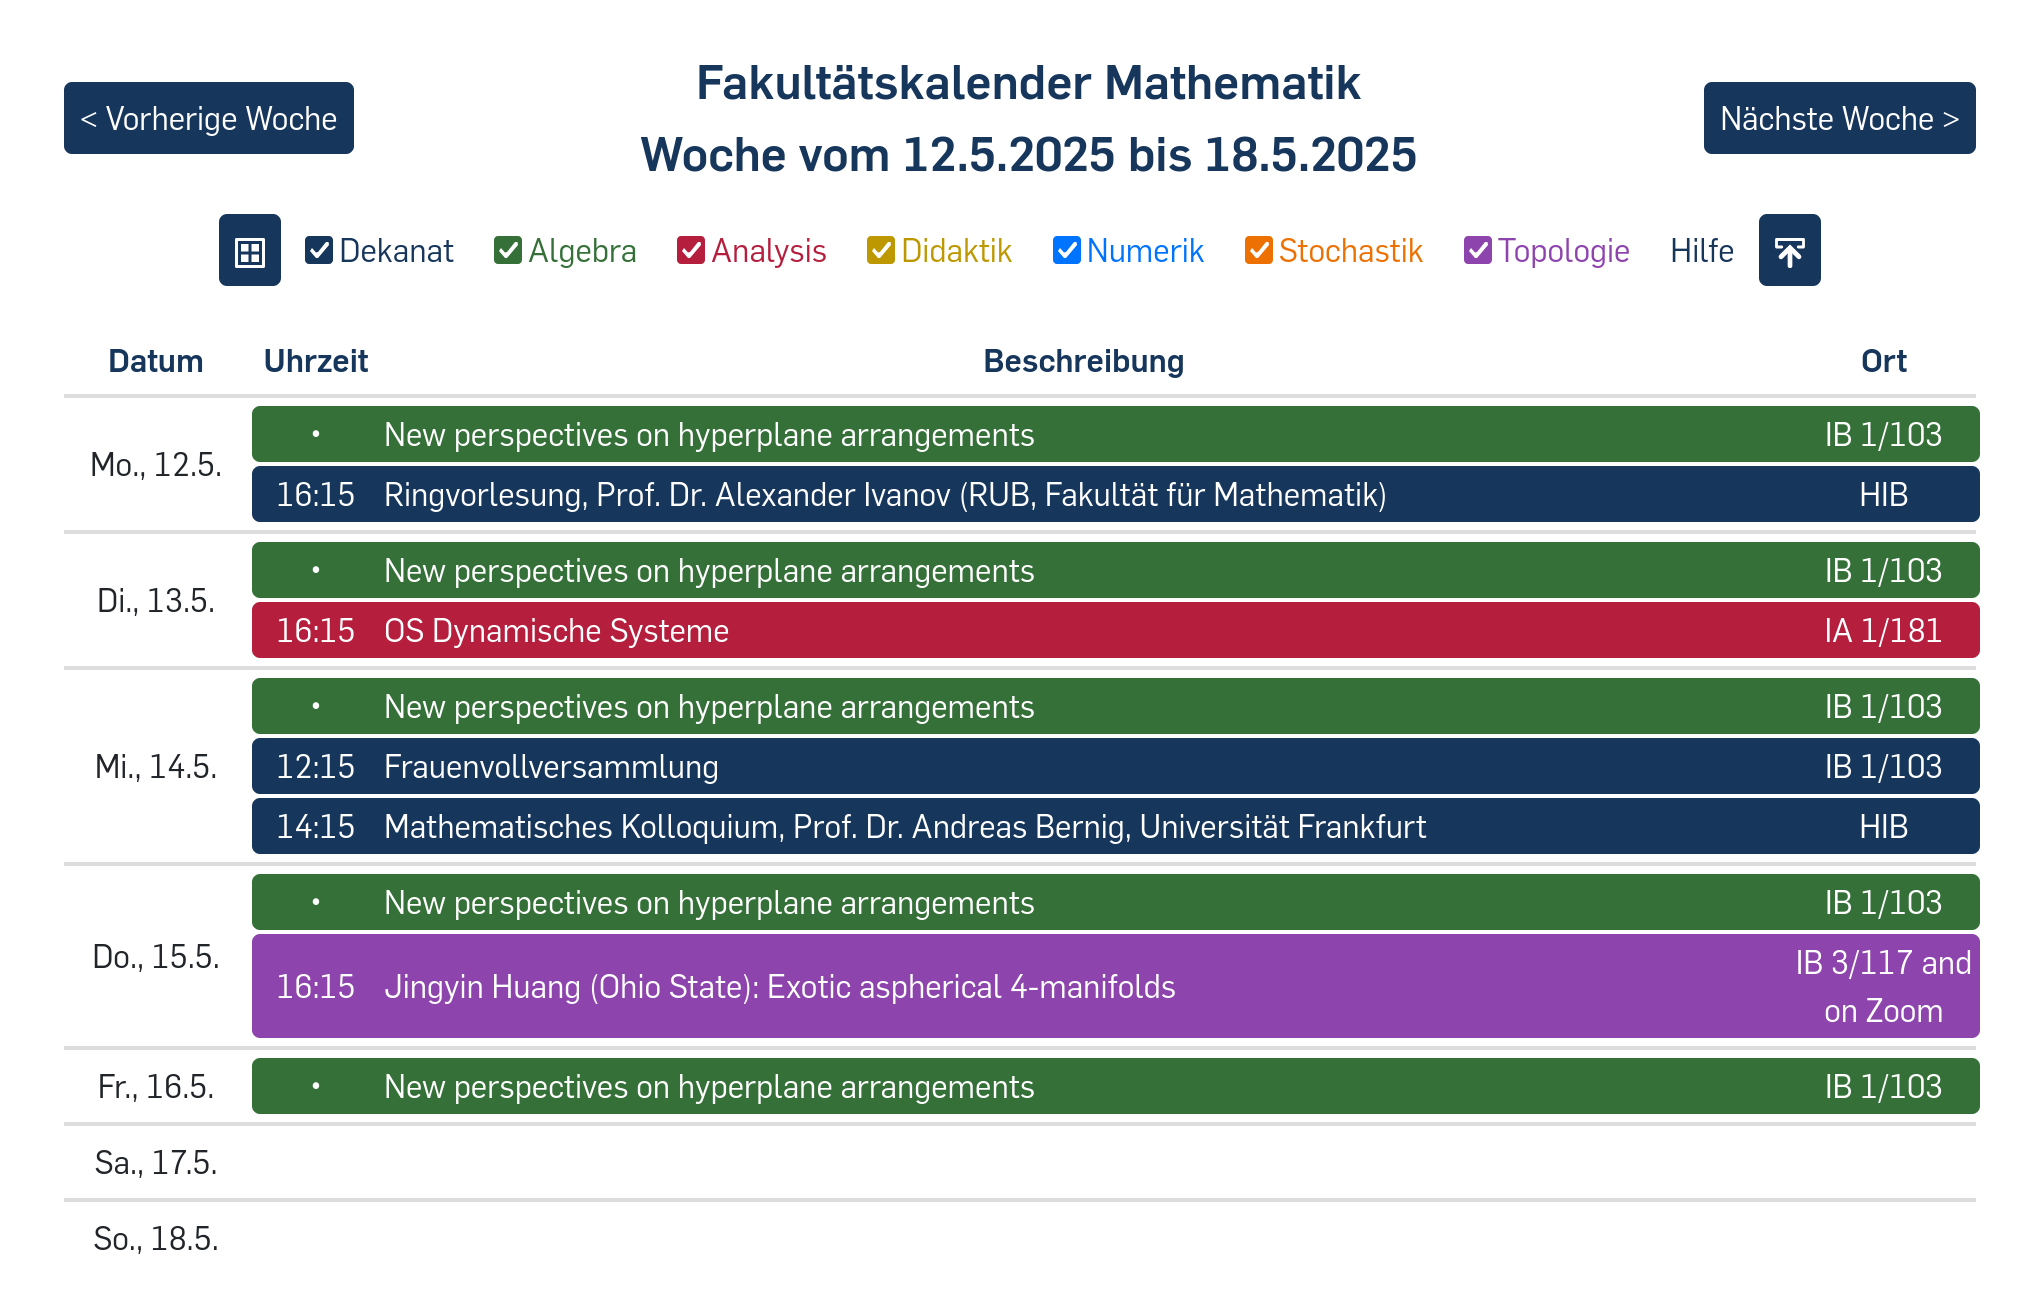 < Vorherige Woche
Fakultätskalender Mathematik
Woche vom 12.5.2025 bis 18.5.2025
Nächste Woche >
Dekanat Algebra Analysis Didaktik Numerik Stochastik Topologie Hilfe
Datum Uhrzeit Beschreibung Ort
Mo., 12.5.
• New perspectives on hyperplane arrangements IB 1/103
16:15 Ringvorlesung, Prof. Dr. Alexander Ivanov (RUB, Fakultät für Mathematik) HIB
Di., 13.5.
• New perspectives on hyperplane arrangements IB 1/103
16:15 OS Dynamische Systeme IA 1/181
Mi., 14.5.
• New perspectives on hyperplane arrangements IB 1/103
12:15 Frauenvollversammlung IB 1/103
14:15 Mathematisches Kolloquium, Prof. Dr. Andreas Bernig, Universität Frankfurt HIB
Do., 15.5.
• New perspectives on hyperplane arrangements IB 1/103
16:15 Jingyin Huang (Ohio State): Exotic aspherical 4-manifolds IB 3/117 and
on Zoom
Fr., 16.5.
• New perspectives on hyperplane arrangements IB 1/103
Sa., 17.5.
So., 18.5.